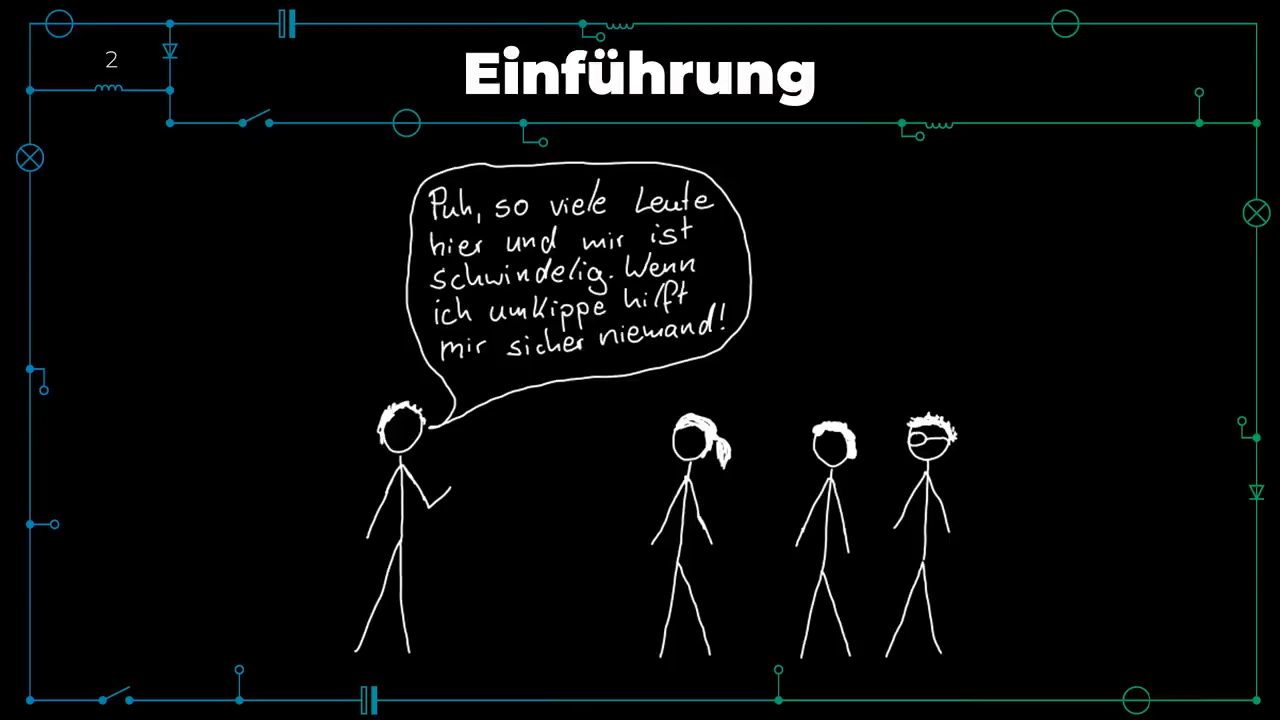 2
Einführung
Puh, so viele Leute
hier und mir ist
schwindelig. Wenn
ich umkippe hilft
mir sicher niemand!